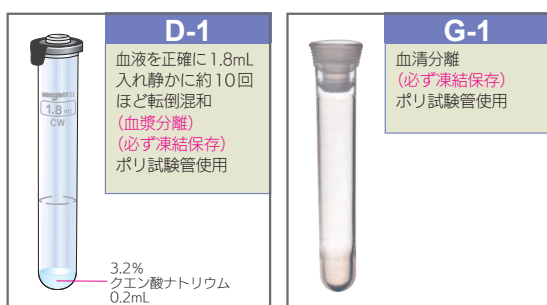 D-1
血液を正確に1.8mL
入れ静かに約10回
ほど転倒混和
(血漿分離)
(必ず凍結保存)
ポリ試験管使用
1.8ml
CW
3.2%
クエン酸ナトリウム
0.2mL
G-1
血清分離
(必ず凍結保存)
ポリ試験管使用